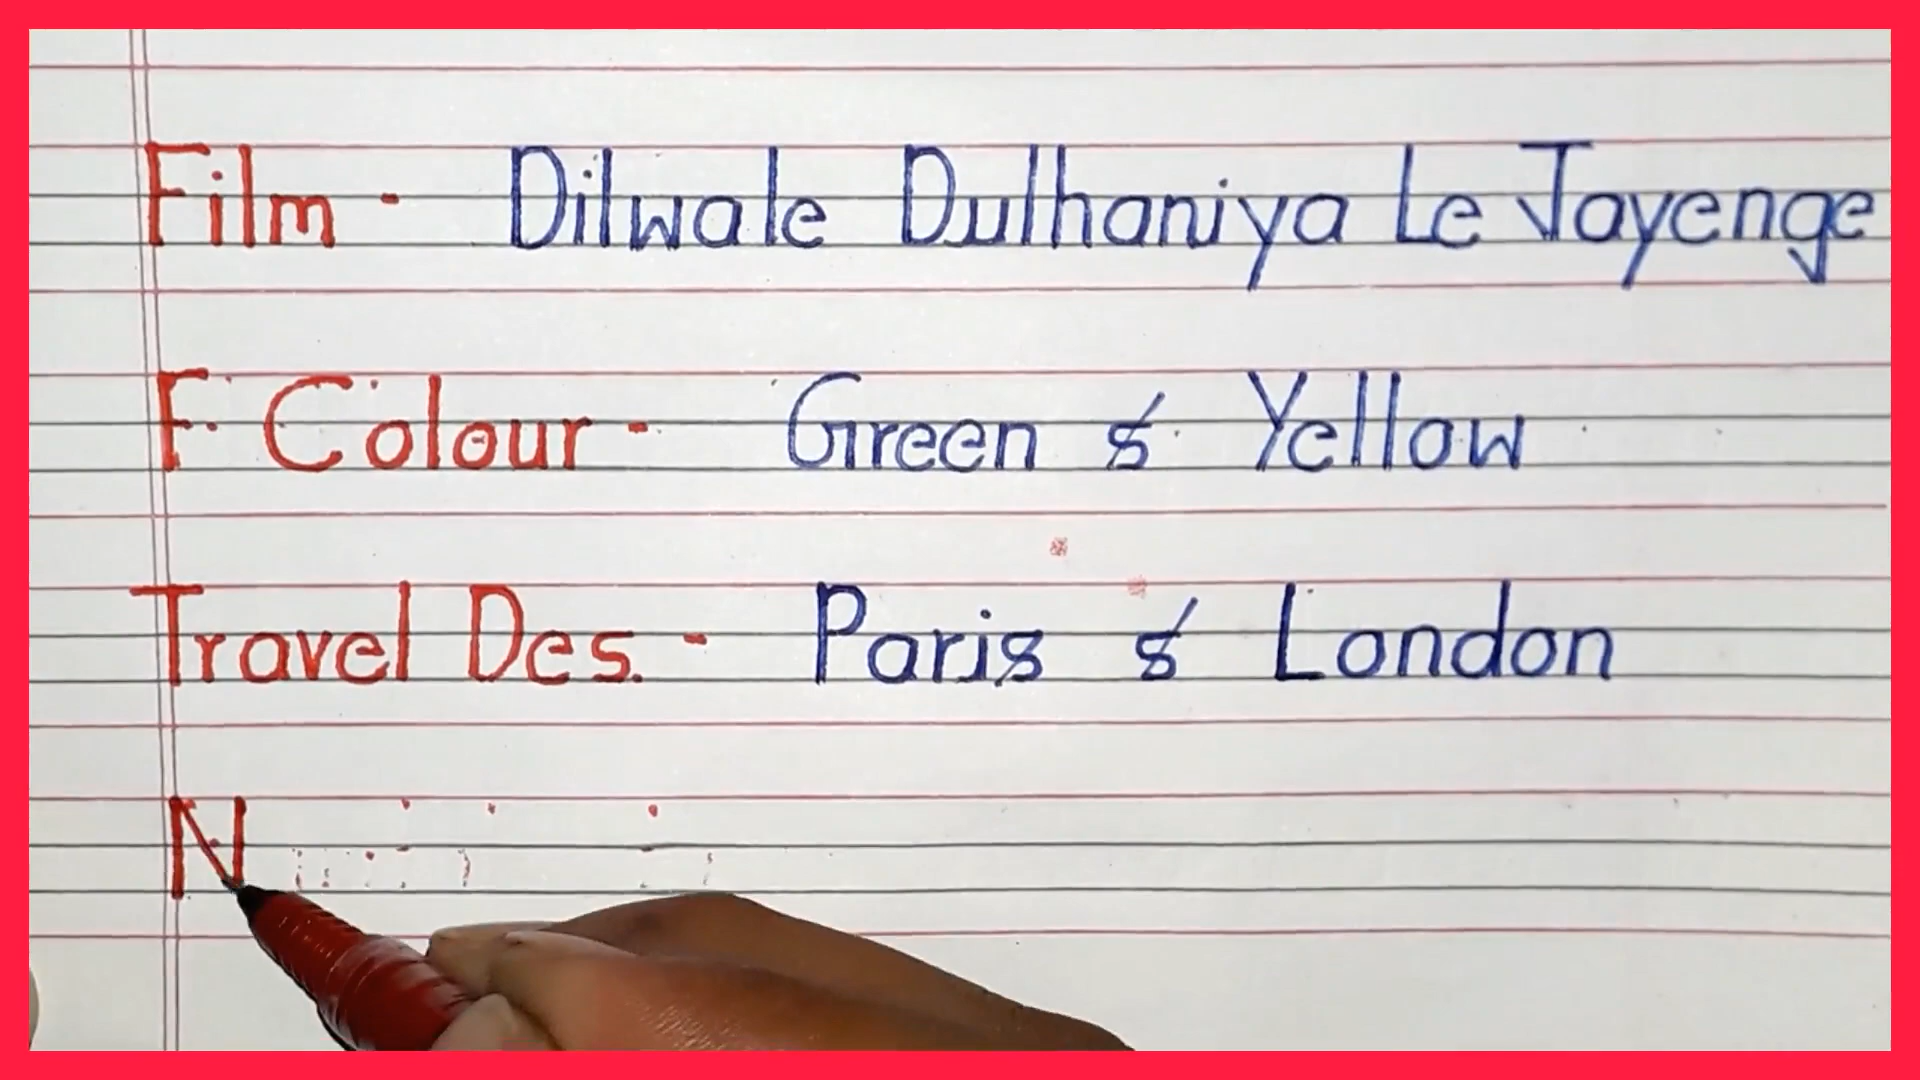 Film - Dilwale Dulhaniya Le Jayenge
F. Colour - Green & Yellow
Travel Des. - Paris & London
N